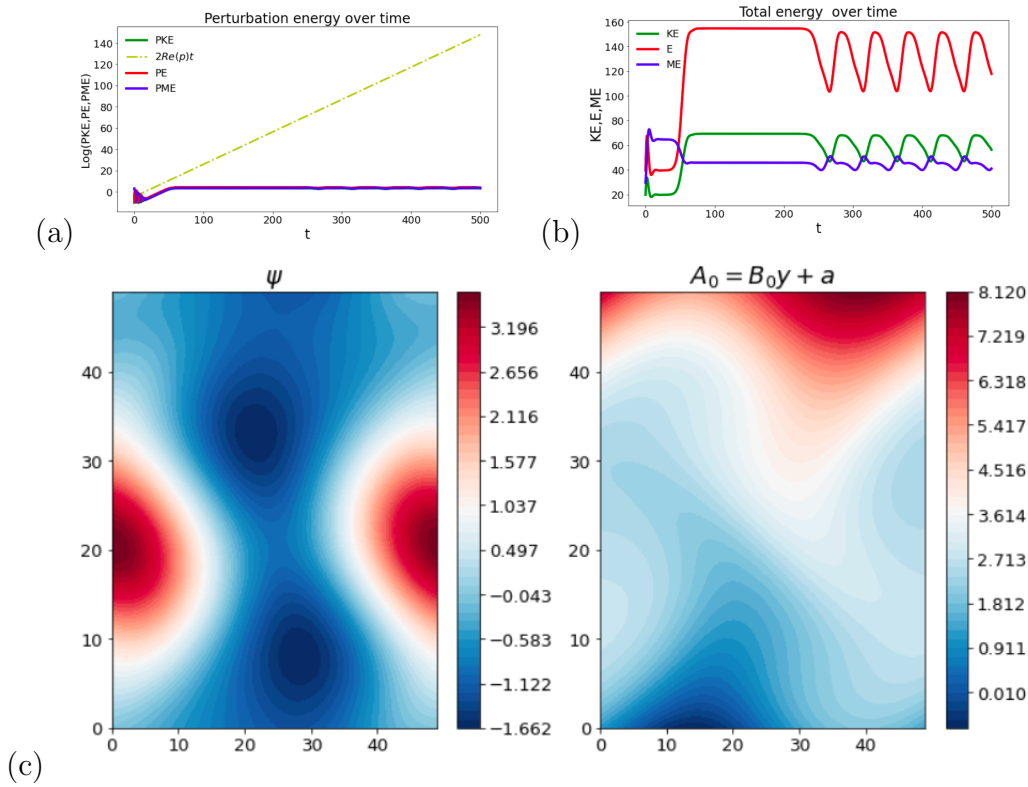 Perturbation energy over time
PKE
2Re(p)t
PE
PME
Log(PKE,PE,PME)
140
120
100
80
60
40
20
0
0 100 200 300 400 500
t
(a)
Total energy over time
KE
E
ME
KE,E,ME
160
140
120
100
80
60
40
20
0 100 200 300 400 500
t
(b)
ψ
40
30
20
10
0
0 10 20 30 40
3.196
2.656
2.116
1.577
1.037
0.497
−0.043
−0.583
−1.122
−1.662
A₀ = B₀y + a
40
30
20
10
0
0 10 20 30 40
8.120
7.219
6.318
5.417
4.516
3.614
2.713
1.812
0.911
0.010
(c)